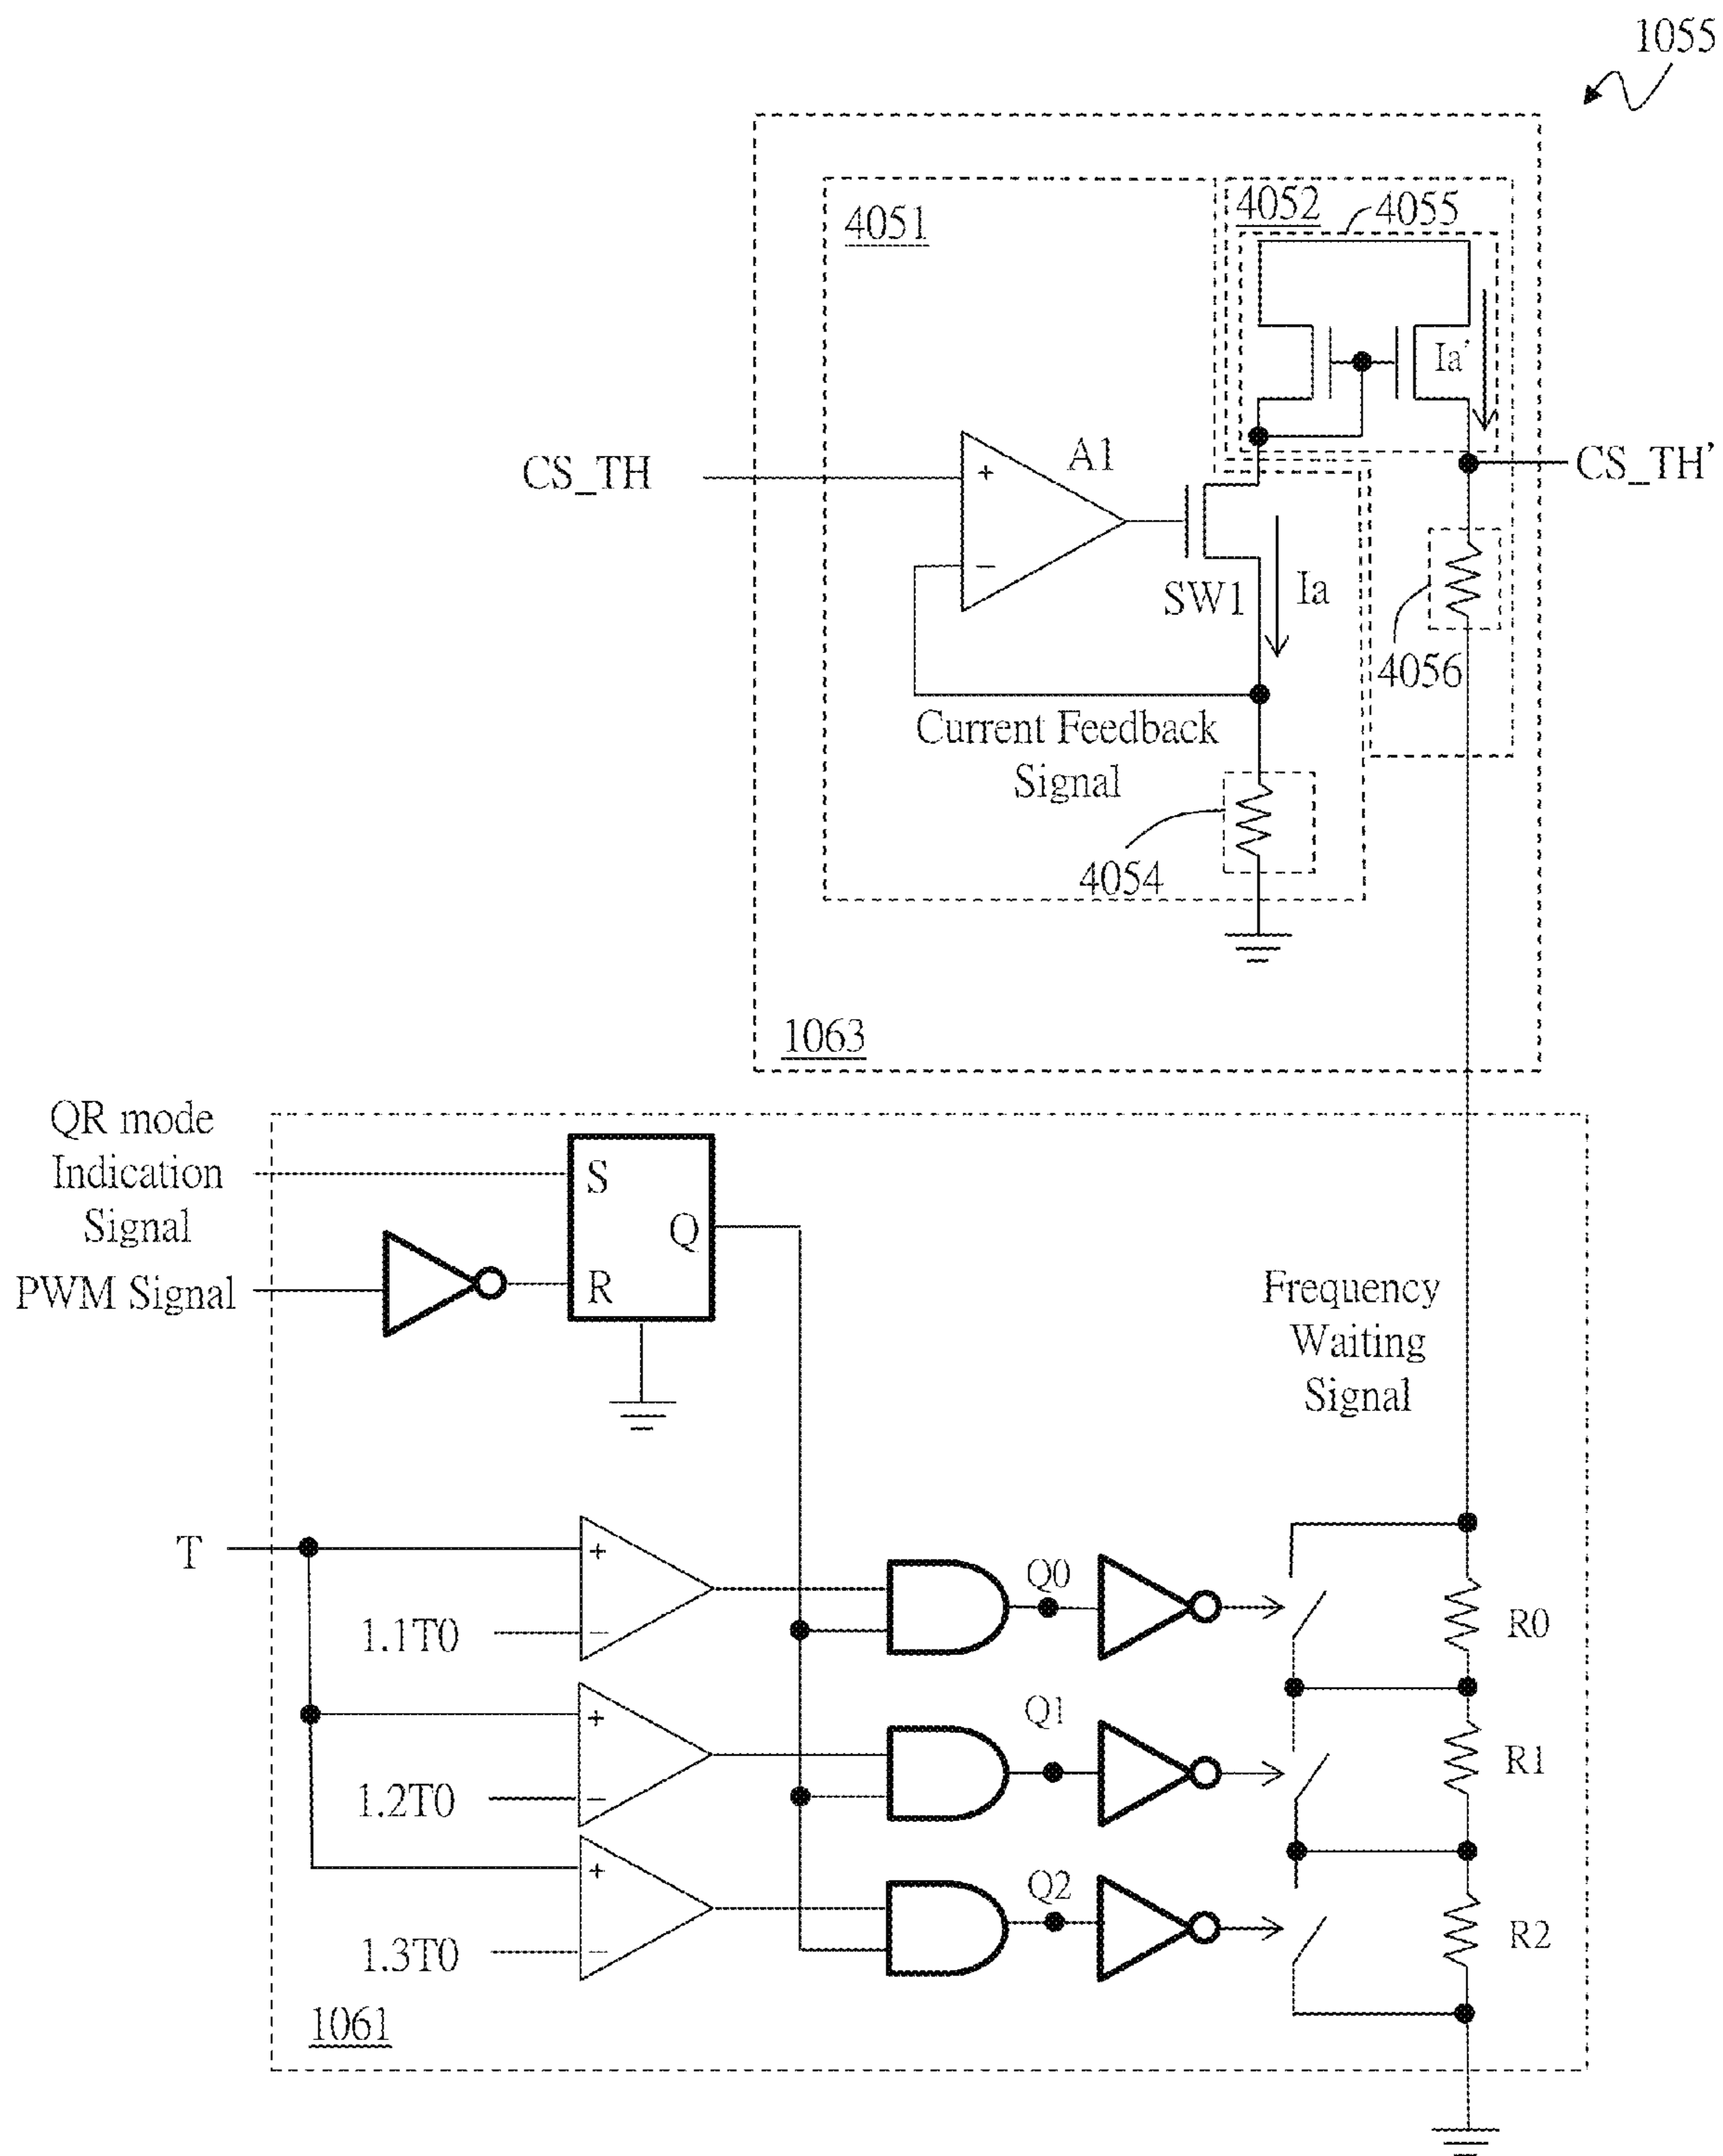 1055
4052
4055
4051
Ia'
A1
CS_TH
+
CS_TH'
−
SW1
Ia
4056
Current Feedback
Signal
4054
1063
QR mode
Indication
Signal
S
Q
PWM Signal
R
Frequency
Waiting
Signal
T
+
Q0
1.1T0
−
R0
+
Q1
R1
1.2T0
−
+
Q2
1.3T0
−
R2
1061